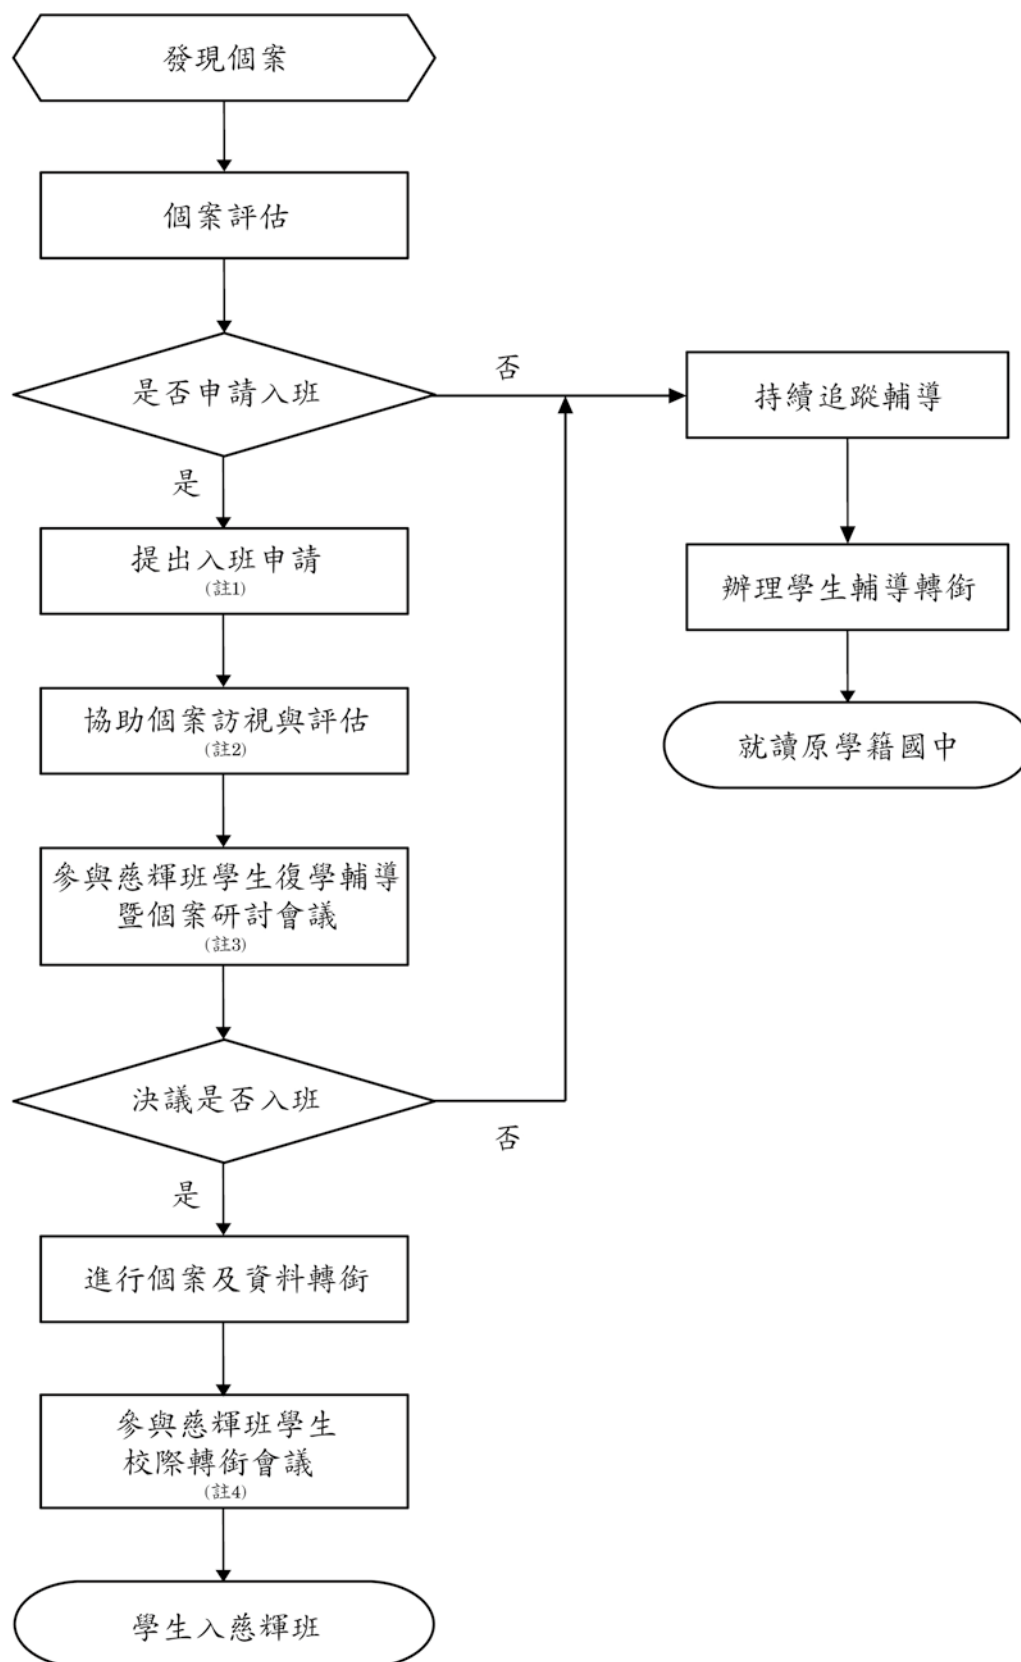 發現個案
個案評估
是否申請入班
否
是
持續追蹤輔導
提出入班申請
(註1)
辦理學生輔導轉銜
協助個案訪視與評估
(註2)
就讀原學籍國中
參與慈輝班學生復學輔導
暨個案研討會議
(註3)
決議是否入班
否
是
進行個案及資料轉銜
參與慈輝班學生
校際轉銜會議
(註4)
學生入慈輝班